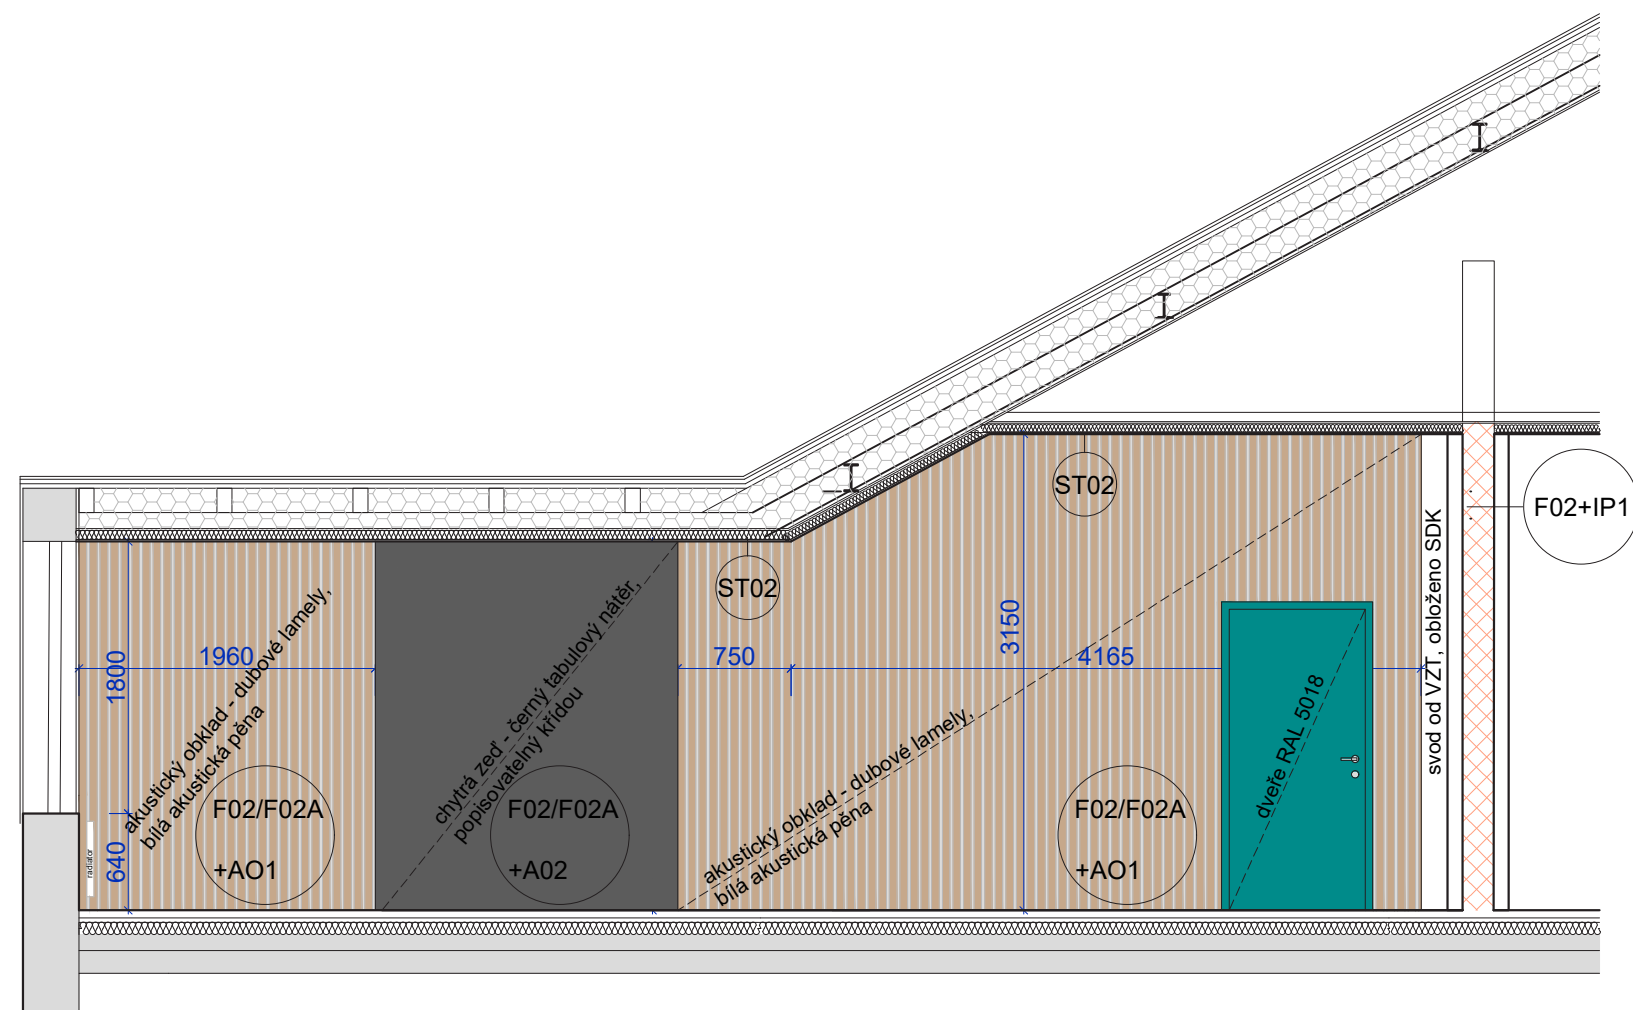 ST02
F02+IP1
ST02
1960
750
3150
4165
1800
640
akustický obklad - dubové lamely,
bílá akustická pěna
chytrá zeď - černý tabulový nátěr,
popisovatelný křídou
akustický obklad - dubové lamely,
bílá akustická pěna
dveře RAL 5018
svod od VZT, obloženo SDK
radiator
F02/F02A
+AO1
F02/F02A
+A02
F02/F02A
+AO1